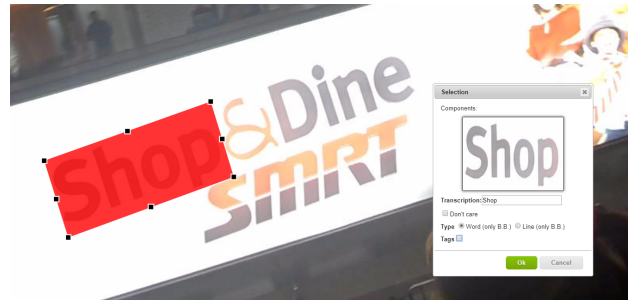 Shop&Dine
SMRT
Selection
Components:
Shop
Transcription: Shop
Don't care
Type Word (only B.B.) Line (only B.B.)
Tags
Ok Cancel